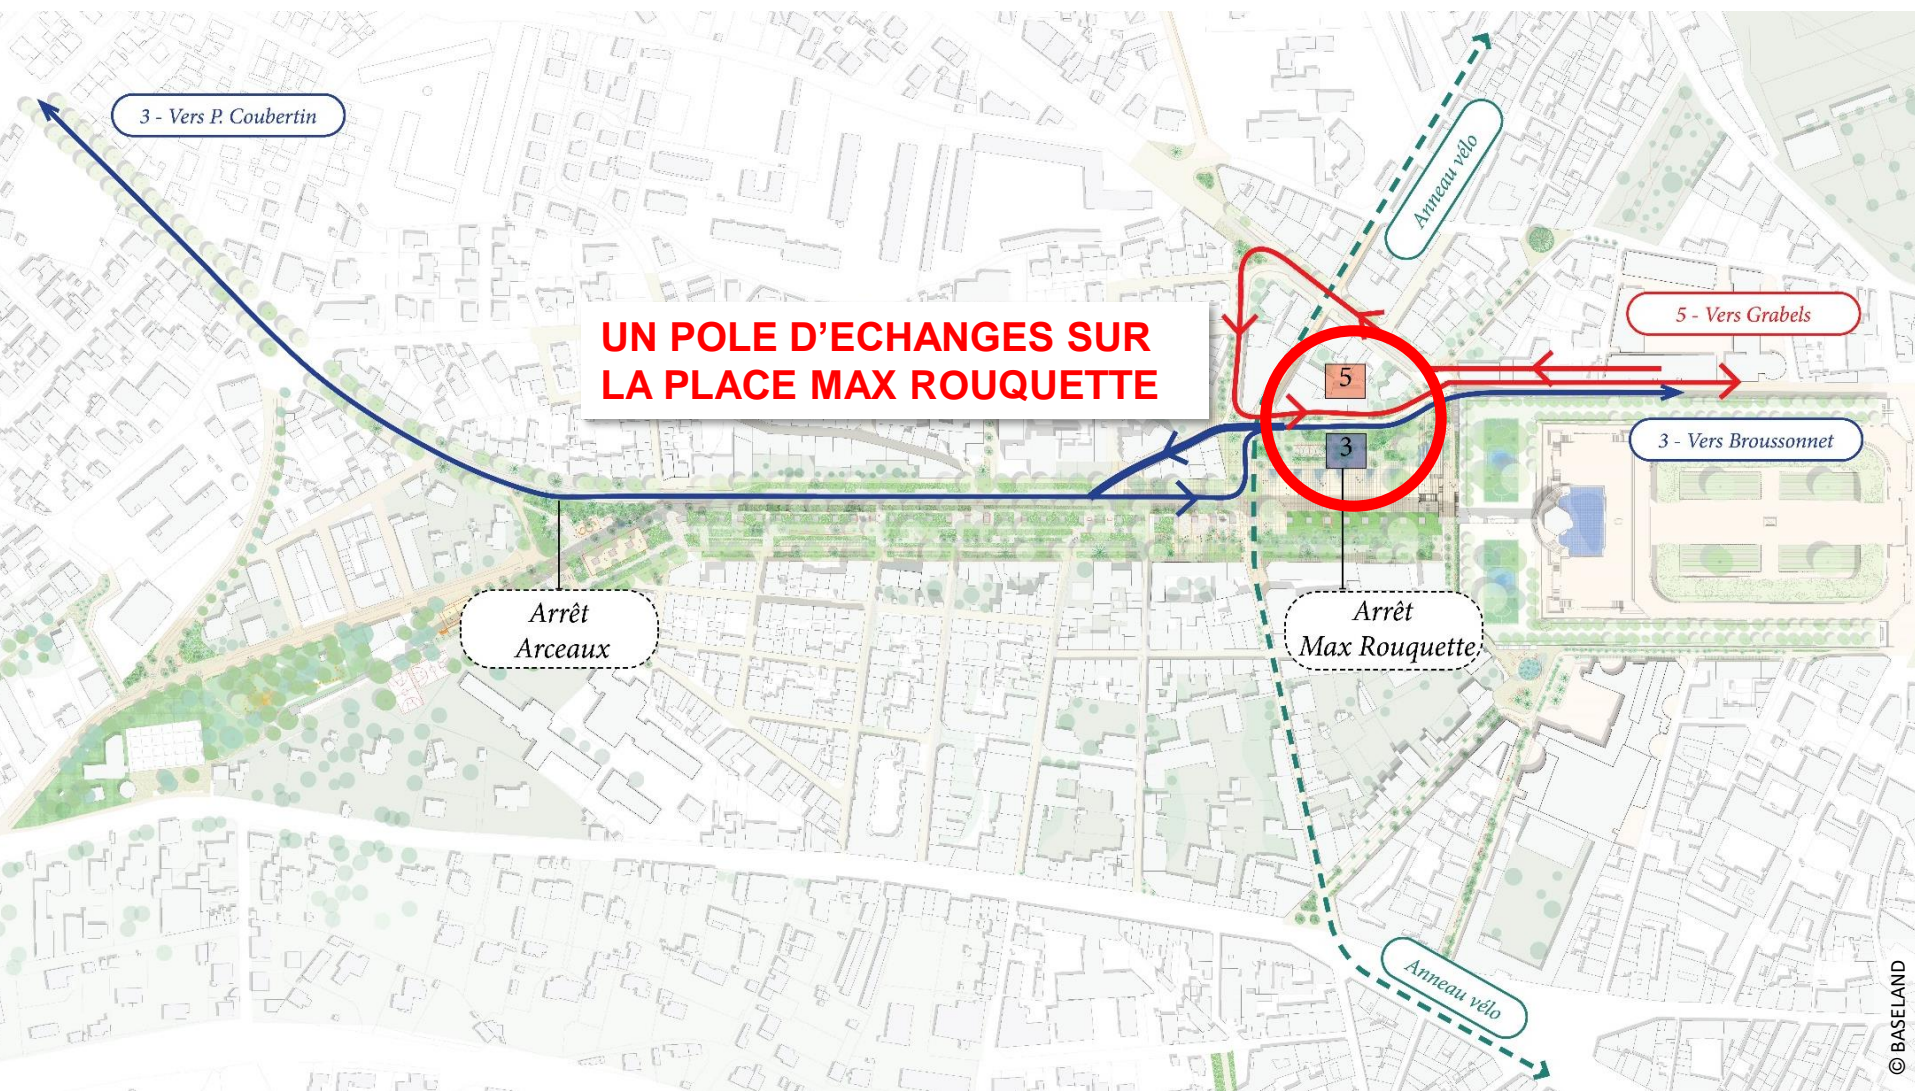 3 - Vers P. Coubertin
Anneau vélo
UN POLE D’ECHANGES SUR
LA PLACE MAX ROUQUETTE
5 - Vers Grabels
5
3
3 - Vers Broussonnet
Arrêt
Arceaux
Arrêt
Max Rouquette
Anneau vélo
© BASELAND